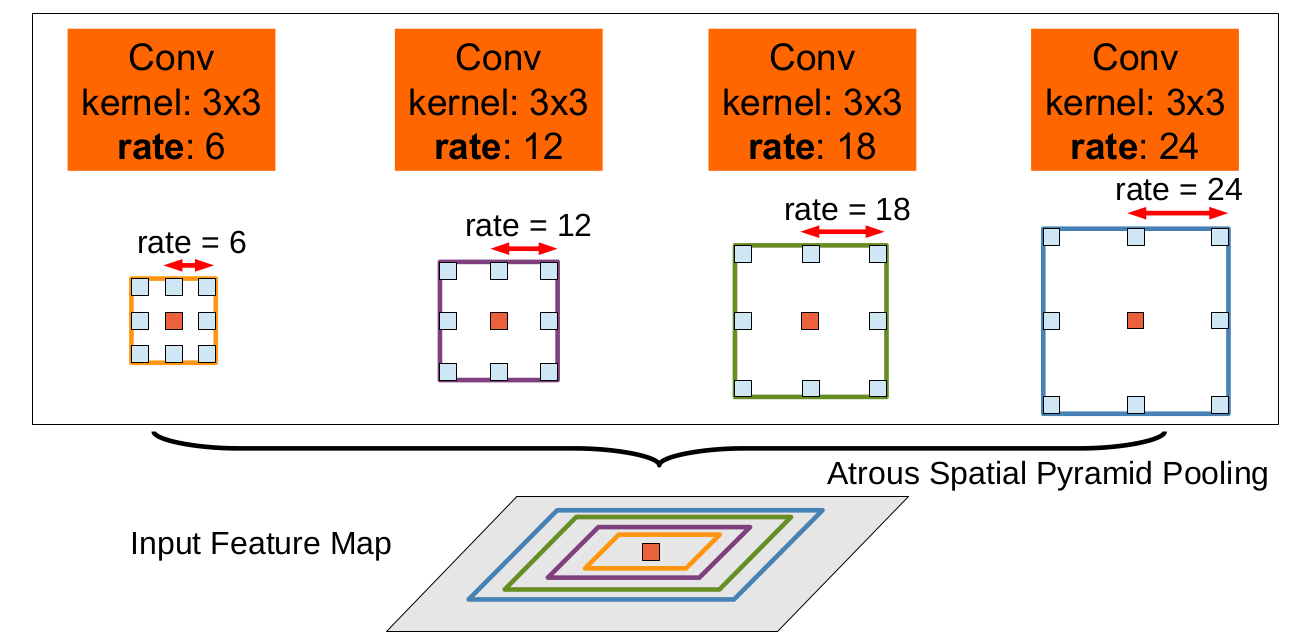 Conv
kernel: 3x3
rate: 6
Conv
kernel: 3x3
rate: 12
Conv
kernel: 3x3
rate: 18
Conv
kernel: 3x3
rate: 24
rate = 6
rate = 12
rate = 18
rate = 24
Atrous Spatial Pyramid Pooling
Input Feature Map